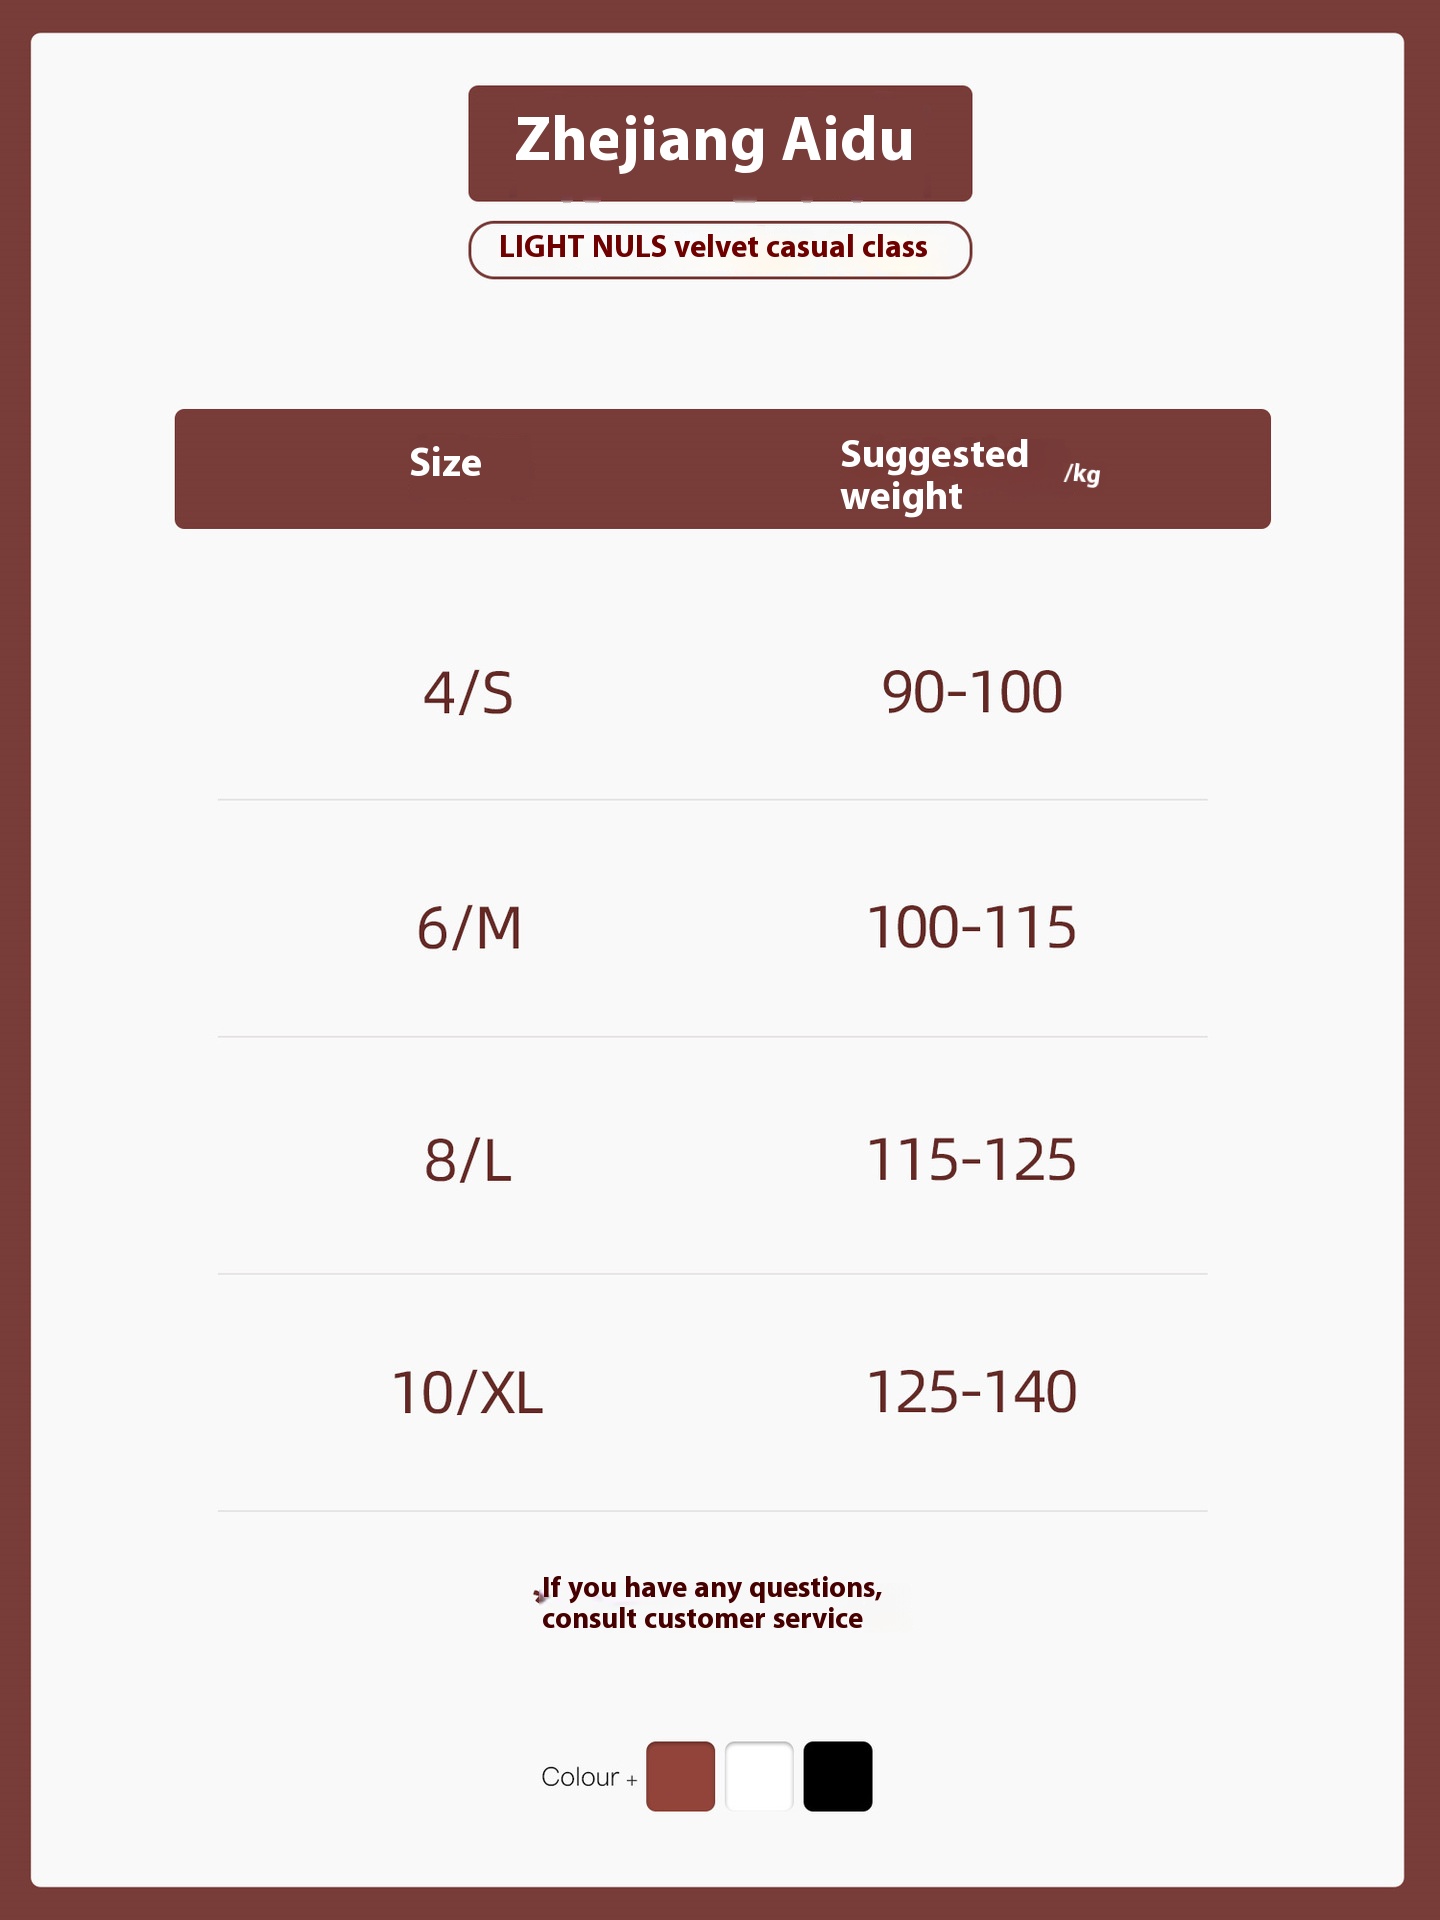 Zhejiang Aidu
LIGHT NULS velvet casual class
Size
Suggested
weight
/kg
4/S
90-100
6/M
100-115
8/L
115-125
10/XL
125-140
If you have any questions,
consult customer service
Colour +